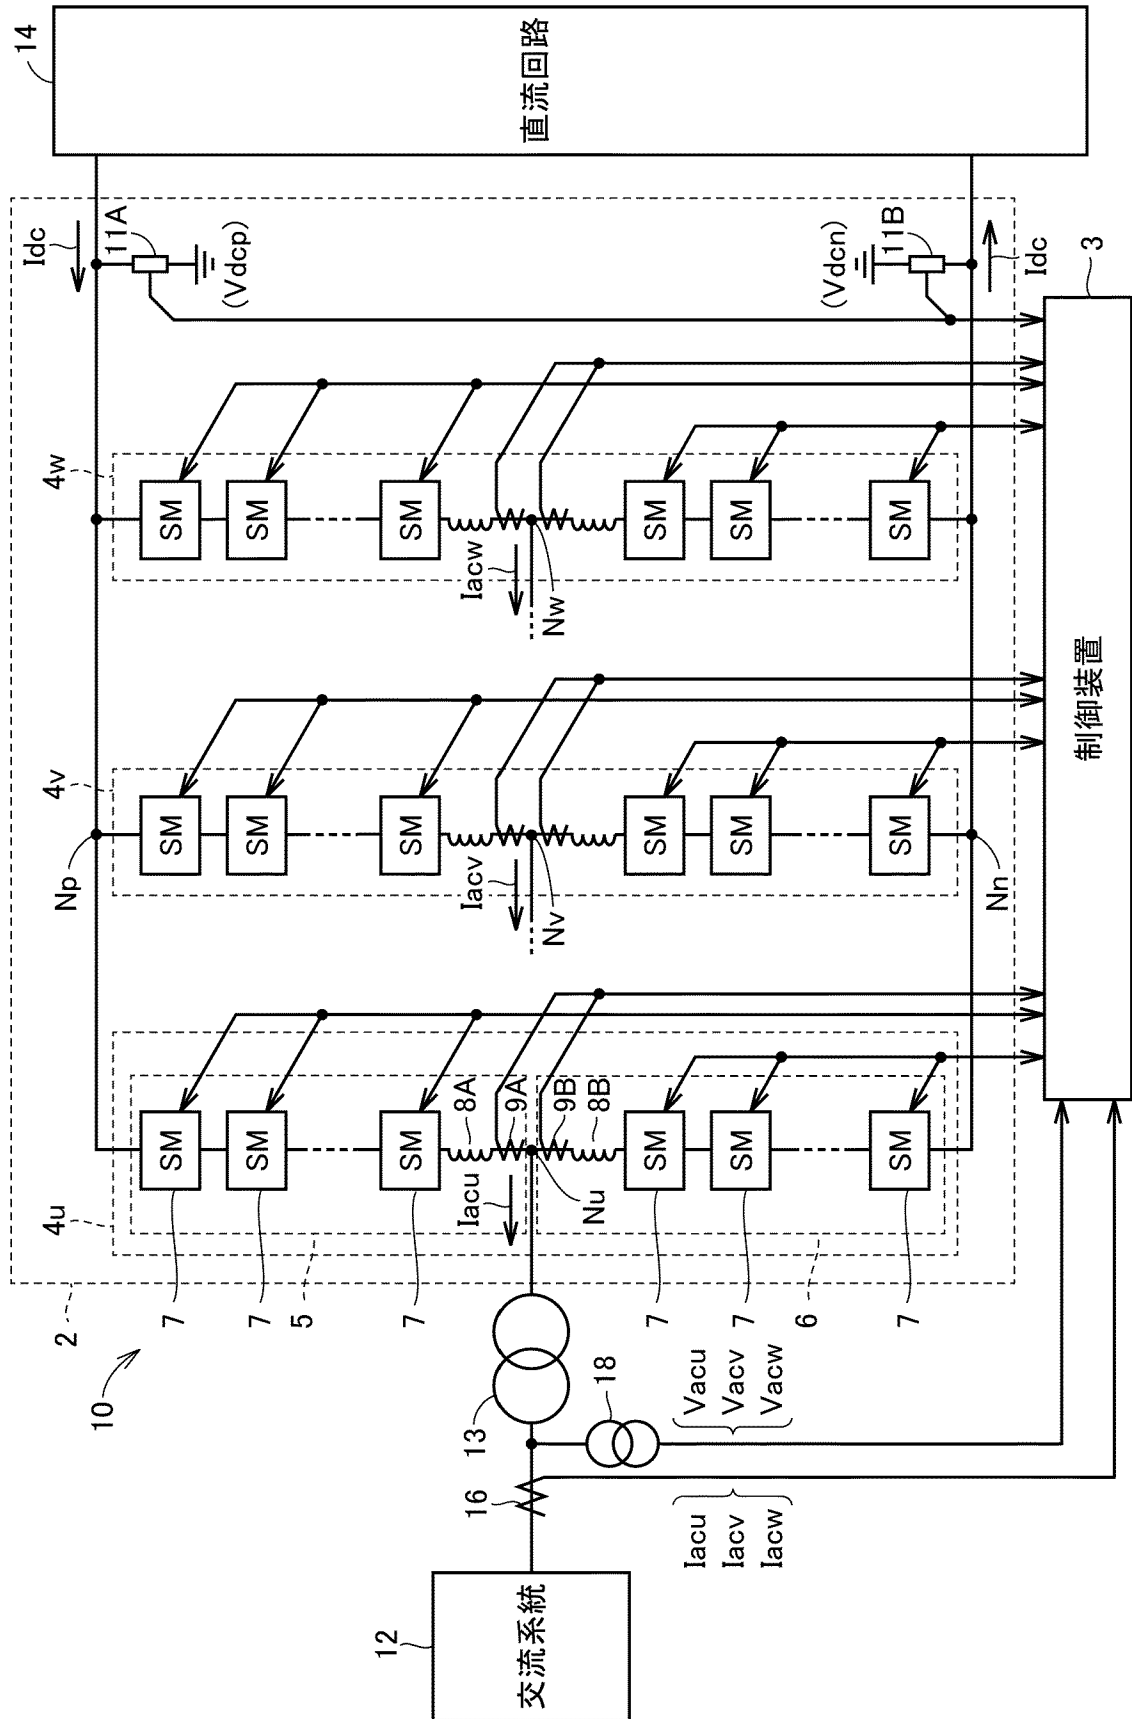 14
直流回路
Idc
11A
(Vdcp)
(Vdcn)
11B
Idc
3
制御装置
4w
SM
SM
SM
Iacw
Nw
SM
SM
SM
Np
4v
SM
SM
SM
Iacv
Nv
SM
SM
SM
Nn
4u
SM
SM
SM
8A
9A
9B
8B
Iacu
Nu
SM
SM
SM
2
7
7
5
7
7
7
6
7
10
13
18
Vacu
Vacv
Vacw
16
Iacu
Iacv
Iacw
12
交流系統